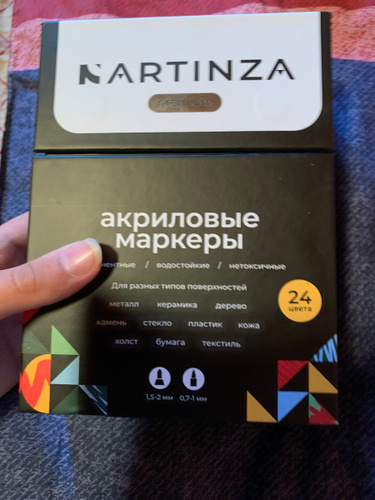 NARTINZA
акриловые
маркеры
/ водостойкие / нетоксичные
Для разных типов поверхностей
металл керамика дерево
камень стекло пластик кожа
холст бумага текстиль
24
цвета
1,5-2 мм 0,7-1 мм